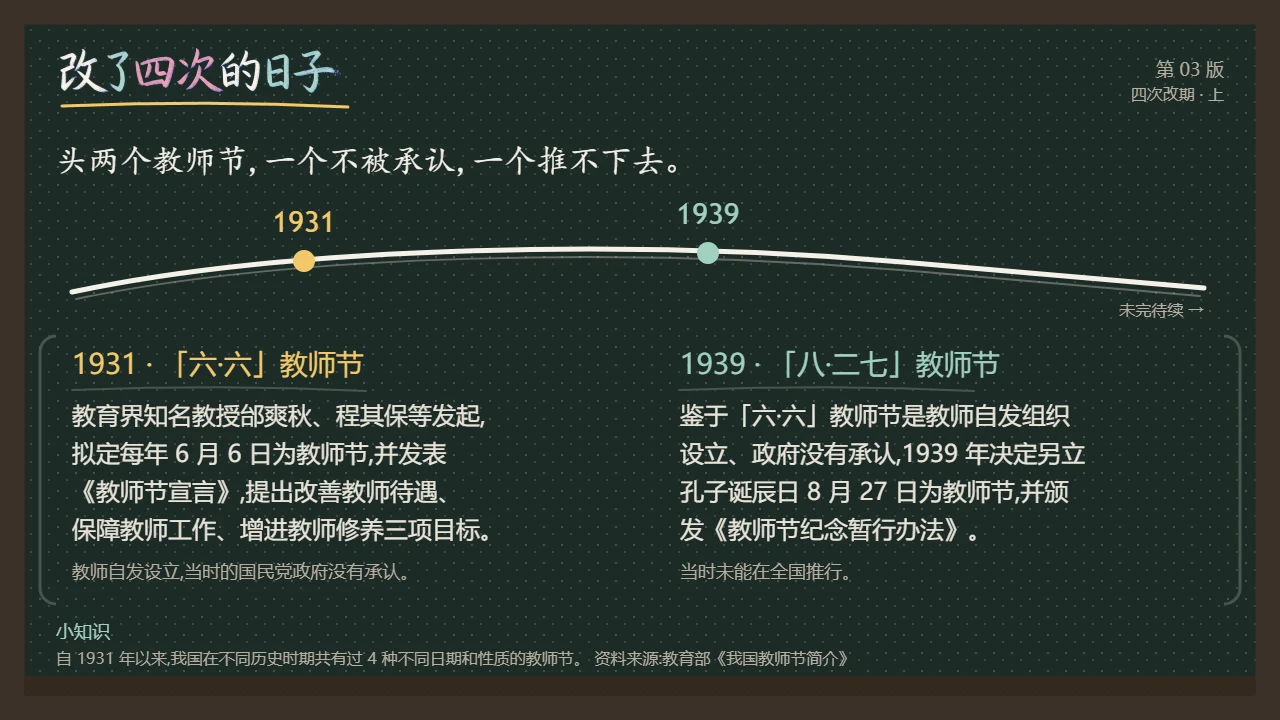 改了四次的日子
第 03 版
四次改期 · 上
头两个教师节,一个不被承认,一个推不下去。
1931
1939
未完待续 →
1931 ·「六·六」教师节
教育界知名教授邰爽秋、程其保等发起,
拟定每年 6 月 6 日为教师节,并发表
《教师节宣言》,提出改善教师待遇、
保障教师工作、增进教师修养三项目标。
教师自发设立,当时的国民党政府没有承认。
1939 ·「八·二七」教师节
鉴于「六·六」教师节是教师自发组织
设立、政府没有承认,1939 年决定另立
孔子诞辰日 8 月 27 日为教师节,并颁
发《教师节纪念暂行办法》。
当时未能在全国推行。
小知识
自 1931 年以来,我国在不同历史时期共有过 4 种不同日期和性质的教师节。 资料来源:教育部《我国教师节简介》